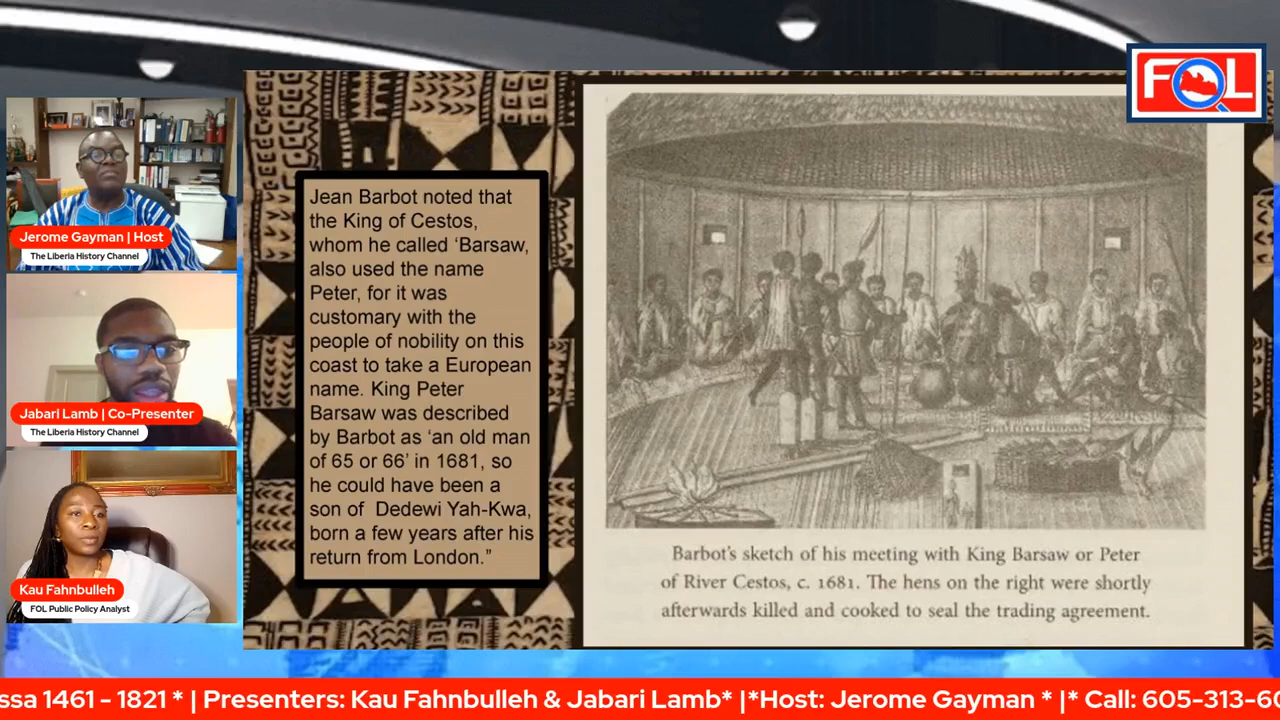 FOL
Jerome Gayman | Host
The Liberia History Channel
Jabari Lamb | Co-Presenter
The Liberia History Channel
Kau Fahnbulleh
FOL Public Policy Analyst
Jean Barbot noted that
the King of Cestos,
whom he called ‘Barsaw,
also used the name
Peter, for it was
customary with the
people of nobility on this
coast to take a European
name. King Peter
Barsaw was described
by Barbot as ‘an old man
of 65 or 66’ in 1681, so
he could have been a
son of Dedewi Yah-Kwa,
born a few years after his
return from London.”
Barbot’s sketch of his meeting with King Barsaw or Peter
of River Cestos, c. 1681. The hens on the right were shortly
afterwards killed and cooked to seal the trading agreement.
ssa 1461 - 1821 * | Presenters: Kau Fahnbulleh & Jabari Lamb* |*Host: Jerome Gayman * |* Call: 605-313-60